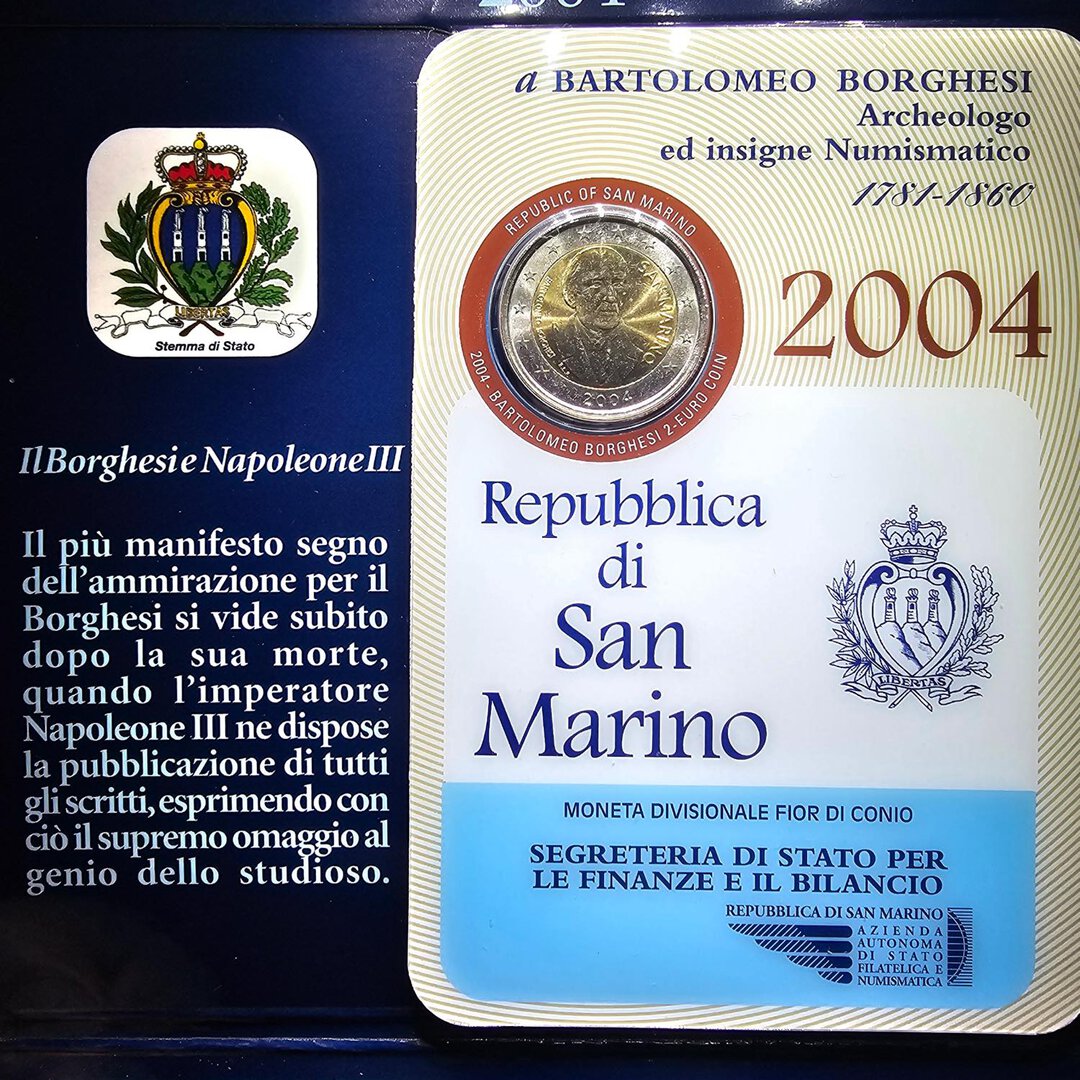 2004
LIBERTAS
Stemma di Stato
Il Borghesi e Napoleone III
Il più manifesto segno
dell'ammirazione per il
Borghesi si vide subito
dopo la sua morte,
quando l'imperatore
Napoleone III ne dispose
la pubblicazione di tutti
gli scritti, esprimendo con
ciò il supremo omaggio al
genio dello studioso.
a BARTOLOMEO BORGHESI
Archeologo
ed insigne Numismatico
1781-1860
REPUBLIC OF SAN MARINO
SAN MARINO
2004
2004 - BARTOLOMEO BORGHESI 2-EURO COIN
2004
Repubblica
di
San
Marino
LIBERTAS
MONETA DIVISIONALE FIOR DI CONIO
SEGRETERIA DI STATO PER
LE FINANZE E IL BILANCIO
REPUBBLICA DI SAN MARINO
AZIENDA
AUTONOMA
DI STATO
FILATELICA E
NUMISMATICA